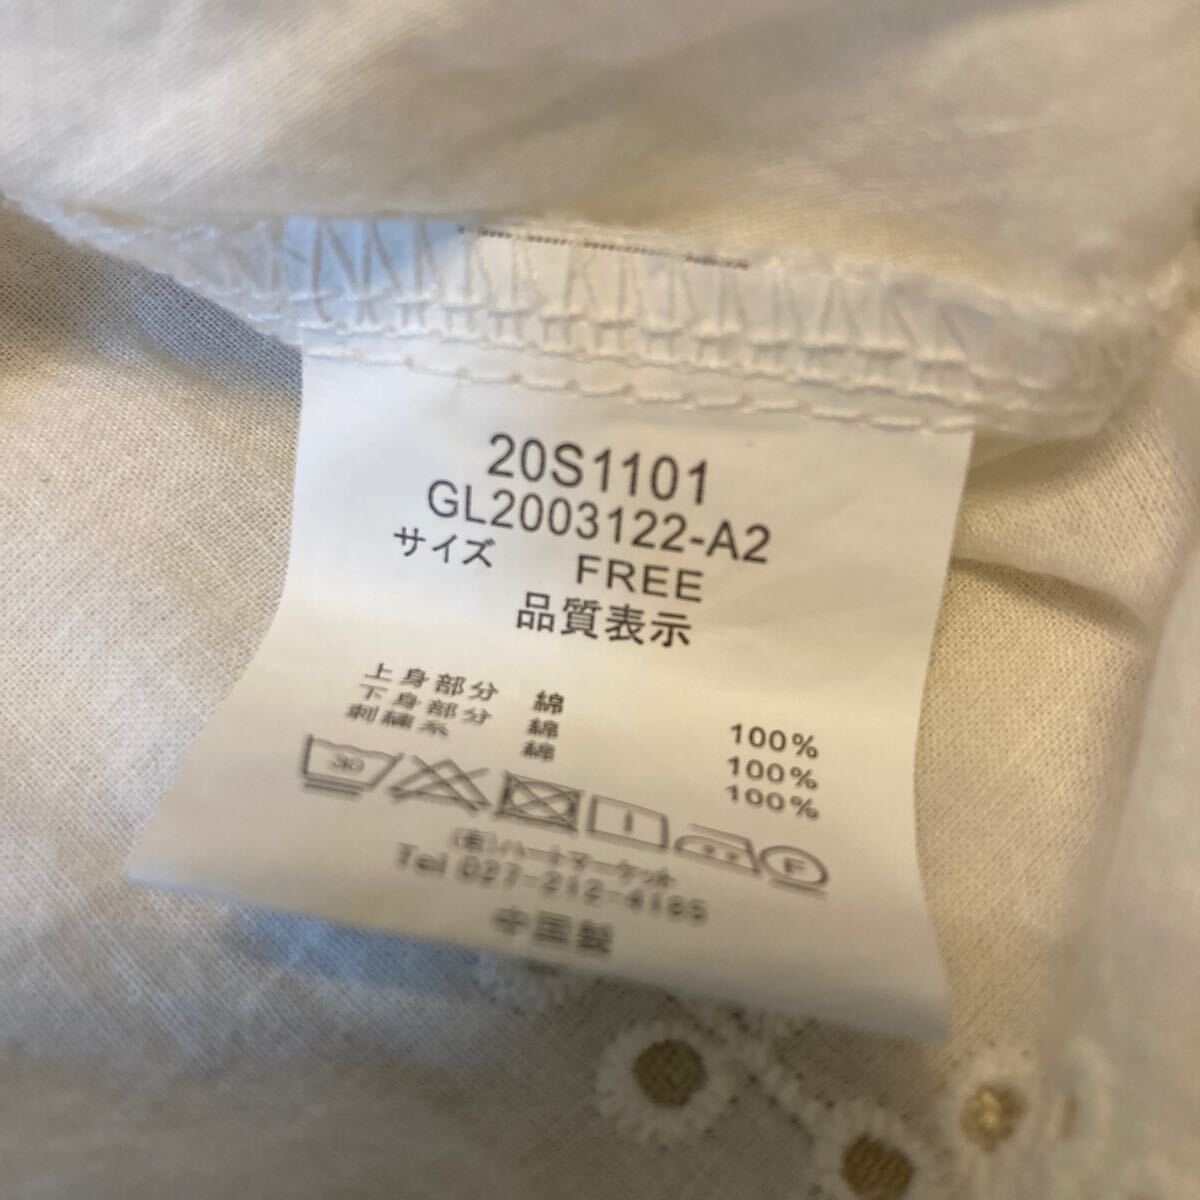 20S1101
GL2003122-A2
サイズ FREE
品質表示
上身部分 綿 100%
下身部分 綿 100%
刺繍糸 綿 100%
30
F
(有)ハートマーケット
Tel 027-212-4165
中国製